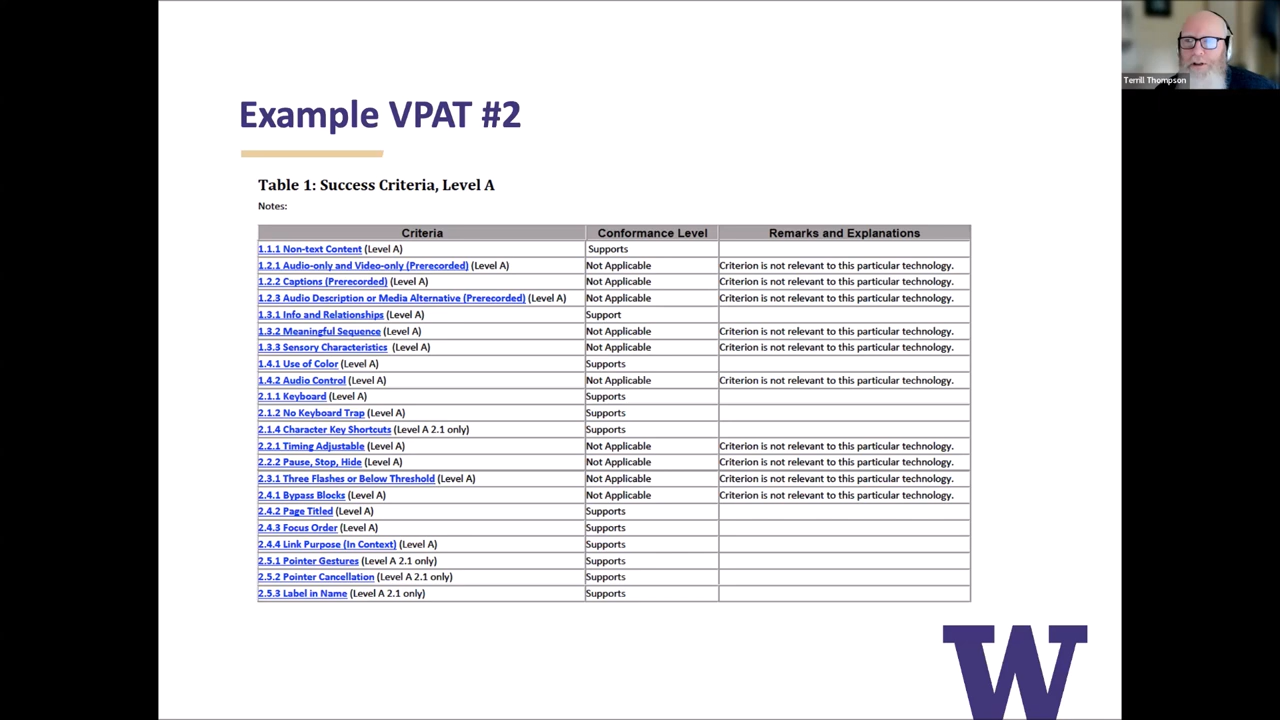 Terrill Thompson
Example VPAT #2
Table 1: Success Criteria, Level A
Notes:
Criteria Conformance Level Remarks and Explanations
1.1.1 Non-text Content (Level A) Supports
1.2.1 Audio-only and Video-only (Prerecorded) (Level A) Not Applicable Criterion is not relevant to this particular technology.
1.2.2 Captions (Prerecorded) (Level A) Not Applicable Criterion is not relevant to this particular technology.
1.2.3 Audio Description or Media Alternative (Prerecorded) (Level A) Not Applicable Criterion is not relevant to this particular technology.
1.3.1 Info and Relationships (Level A) Support
1.3.2 Meaningful Sequence (Level A) Not Applicable Criterion is not relevant to this particular technology.
1.3.3 Sensory Characteristics (Level A) Not Applicable Criterion is not relevant to this particular technology.
1.4.1 Use of Color (Level A) Supports
1.4.2 Audio Control (Level A) Not Applicable Criterion is not relevant to this particular technology.
2.1.1 Keyboard (Level A) Supports
2.1.2 No Keyboard Trap (Level A) Supports
2.1.4 Character Key Shortcuts (Level A 2.1 only) Supports
2.2.1 Timing Adjustable (Level A) Not Applicable Criterion is not relevant to this particular technology.
2.2.2 Pause, Stop, Hide (Level A) Not Applicable Criterion is not relevant to this particular technology.
2.3.1 Three Flashes or Below Threshold (Level A) Not Applicable Criterion is not relevant to this particular technology.
2.4.1 Bypass Blocks (Level A) Not Applicable Criterion is not relevant to this particular technology.
2.4.2 Page Titled (Level A) Supports
2.4.3 Focus Order (Level A) Supports
2.4.4 Link Purpose (In Context) (Level A) Supports
2.5.1 Pointer Gestures (Level A 2.1 only) Supports
2.5.2 Pointer Cancellation (Level A 2.1 only) Supports
2.5.3 Label in Name (Level A 2.1 only) Supports
W